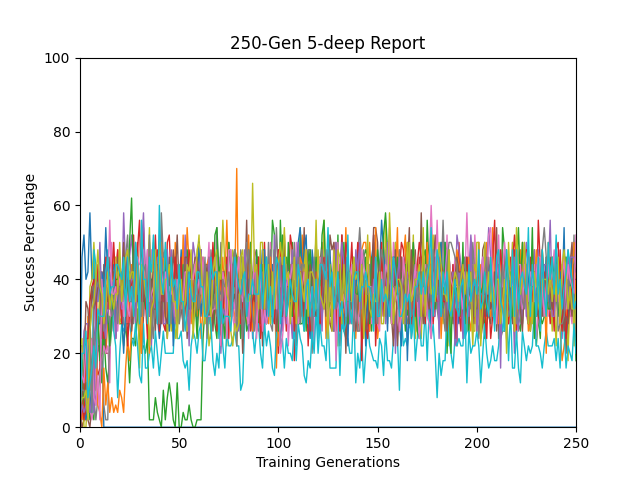 250-Gen 5-deep Report
100
80
60
40
20
0
Success Percentage
0 50 100 150 200 250
Training Generations